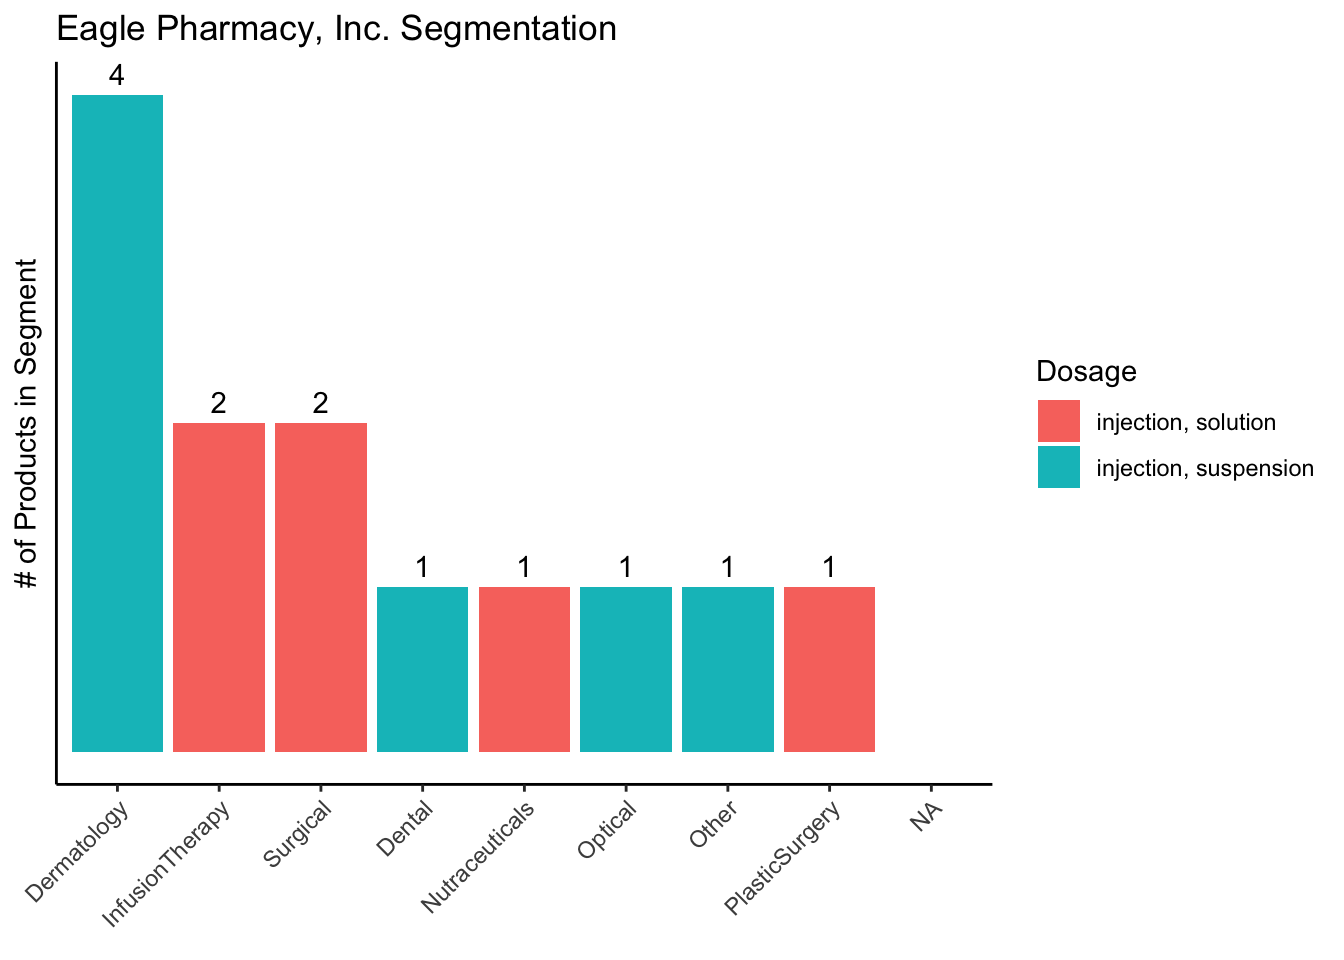 Eagle Pharmacy, Inc. Segmentation
# of Products in Segment
4
2
2
1
1
1
1
1
Dermatology
InfusionTherapy
Surgical
Dental
Nutraceuticals
Optical
Other
PlasticSurgery
NA
Dosage
injection, solution
injection, suspension